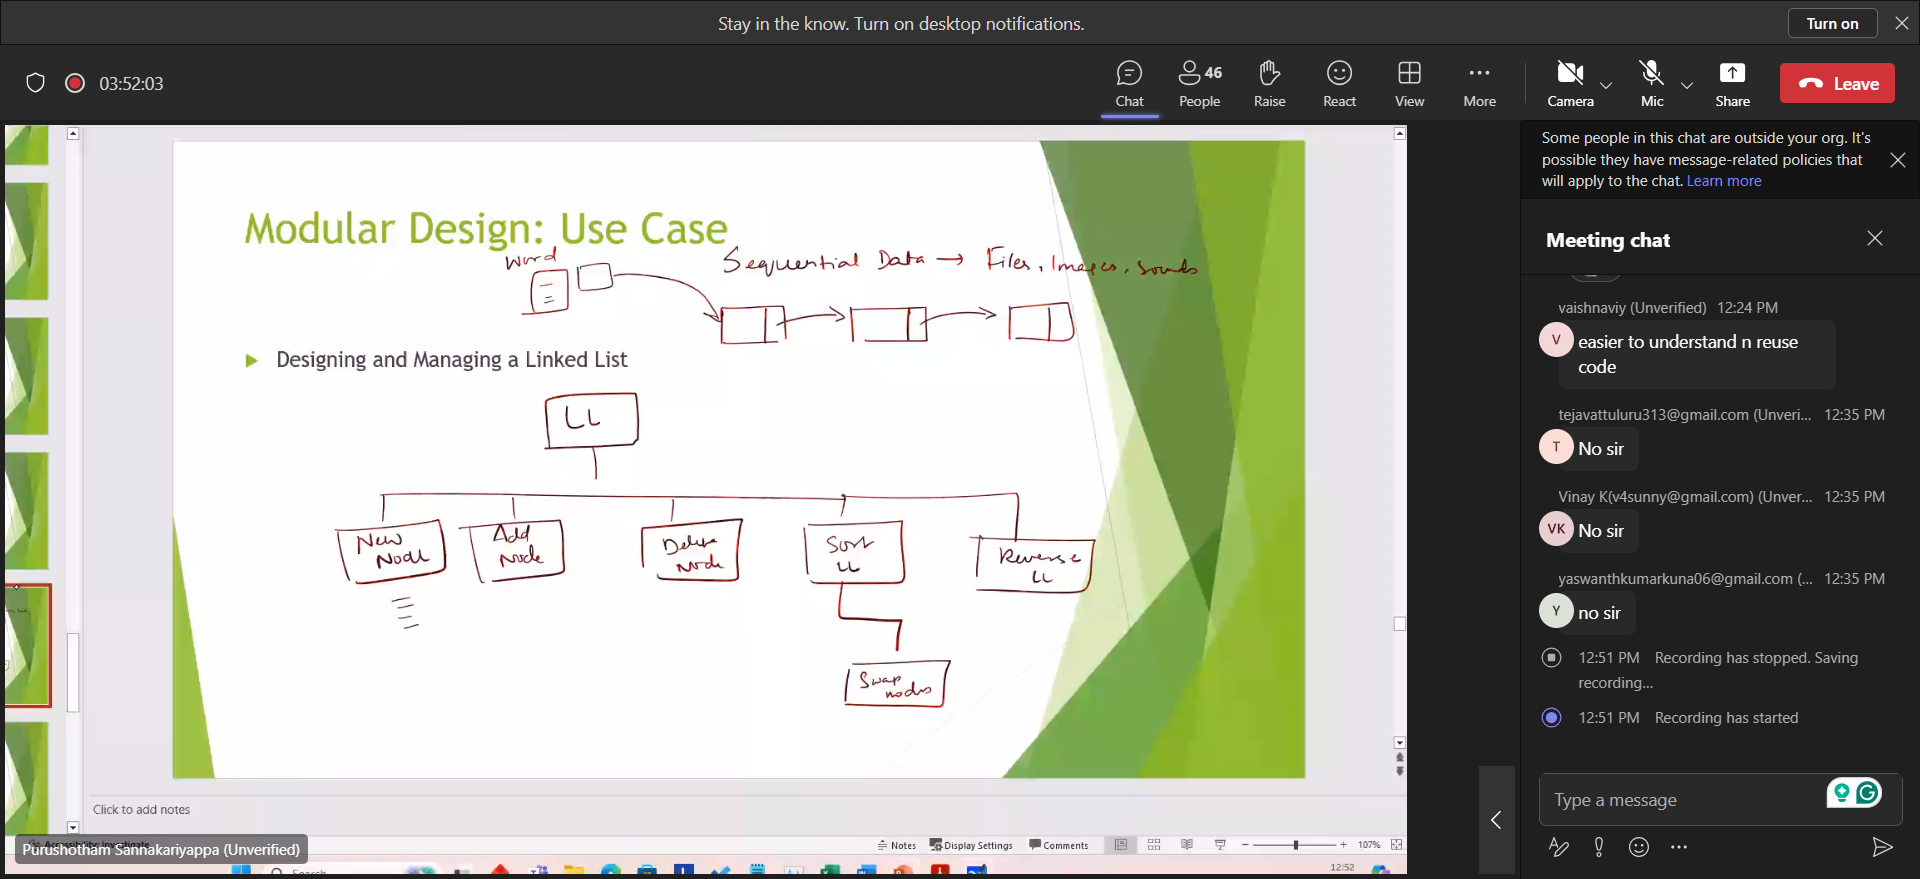 Stay in the know. Turn on desktop notifications.
Turn on
03:52:03
Chat
People
46
Raise
React
View
More
Camera
Mic
Share
Leave
Modular Design: Use Case
Word
Sequential Data → Files, Images, Sounds
Designing and Managing a Linked List
LL
New Node
Add Node
Delete Node
Sort LL
Reverse LL
Swap nodes
Click to add notes
Purushotham Sannakariyappa (Unverified)
Notes
Display Settings
Comments
107%
Search
12:52
Some people in this chat are outside your org. It's
possible they have message-related policies that
will apply to the chat. Learn more
Meeting chat
vaishnaviy (Unverified) 12:24 PM
V
easier to understand n reuse
code
tejavattuluru313@gmail.com (Unveri... 12:35 PM
T
No sir
Vinay K(v4sunny@gmail.com) (Unver... 12:35 PM
VK
No sir
yaswanthkumarkuna06@gmail.com (... 12:35 PM
Y
no sir
12:51 PM Recording has stopped. Saving
recording...
12:51 PM Recording has started
Type a message